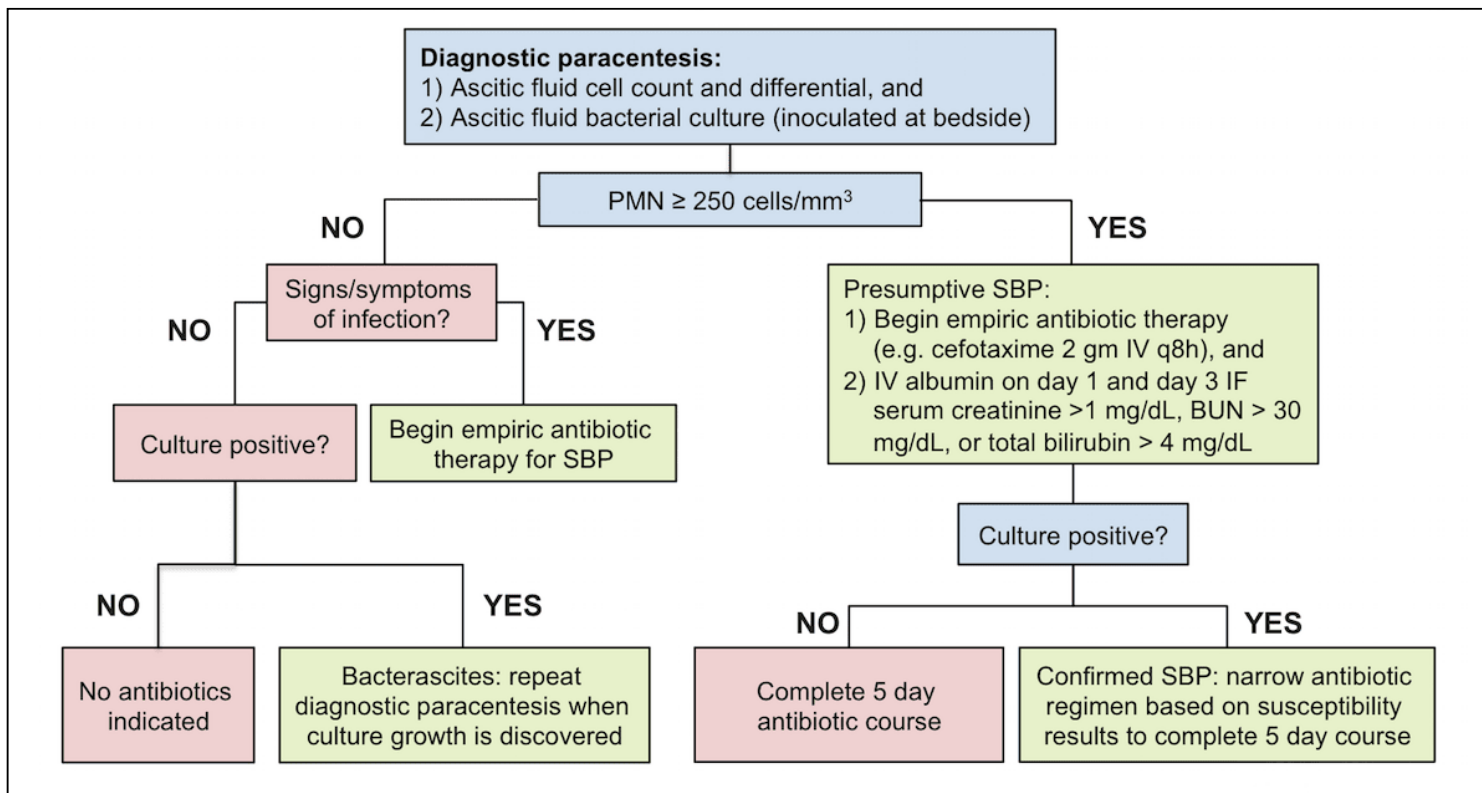 Diagnostic paracentesis:
1) Ascitic fluid cell count and differential, and
2) Ascitic fluid bacterial culture (inoculated at bedside)
PMN ≥ 250 cells/mm³
NO
YES
Signs/symptoms
of infection?
NO
YES
Presumptive SBP:
1) Begin empiric antibiotic therapy
(e.g. cefotaxime 2 gm IV q8h), and
2) IV albumin on day 1 and day 3 IF
serum creatinine >1 mg/dL, BUN > 30
mg/dL, or total bilirubin > 4 mg/dL
Culture positive?
Begin empiric antibiotic
therapy for SBP
Culture positive?
NO
YES
NO
YES
No antibiotics
indicated
Bacterascites: repeat
diagnostic paracentesis when
culture growth is discovered
Complete 5 day
antibiotic course
Confirmed SBP: narrow antibiotic
regimen based on susceptibility
results to complete 5 day course